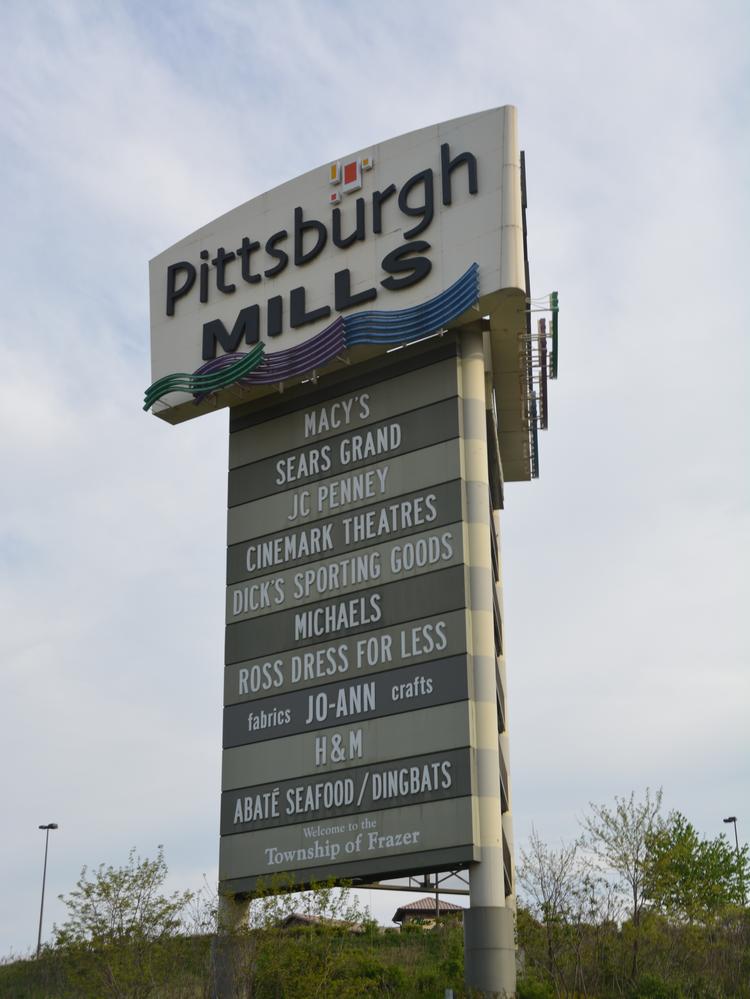 Pittsburgh
MILLS
MACY'S
SEARS GRAND
JC PENNEY
CINEMARK THEATRES
DICK'S SPORTING GOODS
MICHAELS
ROSS DRESS FOR LESS
fabrics JO-ANN crafts
H&M
ABATÉ SEAFOOD/DINGBATS
Welcome to the
Township of Frazer